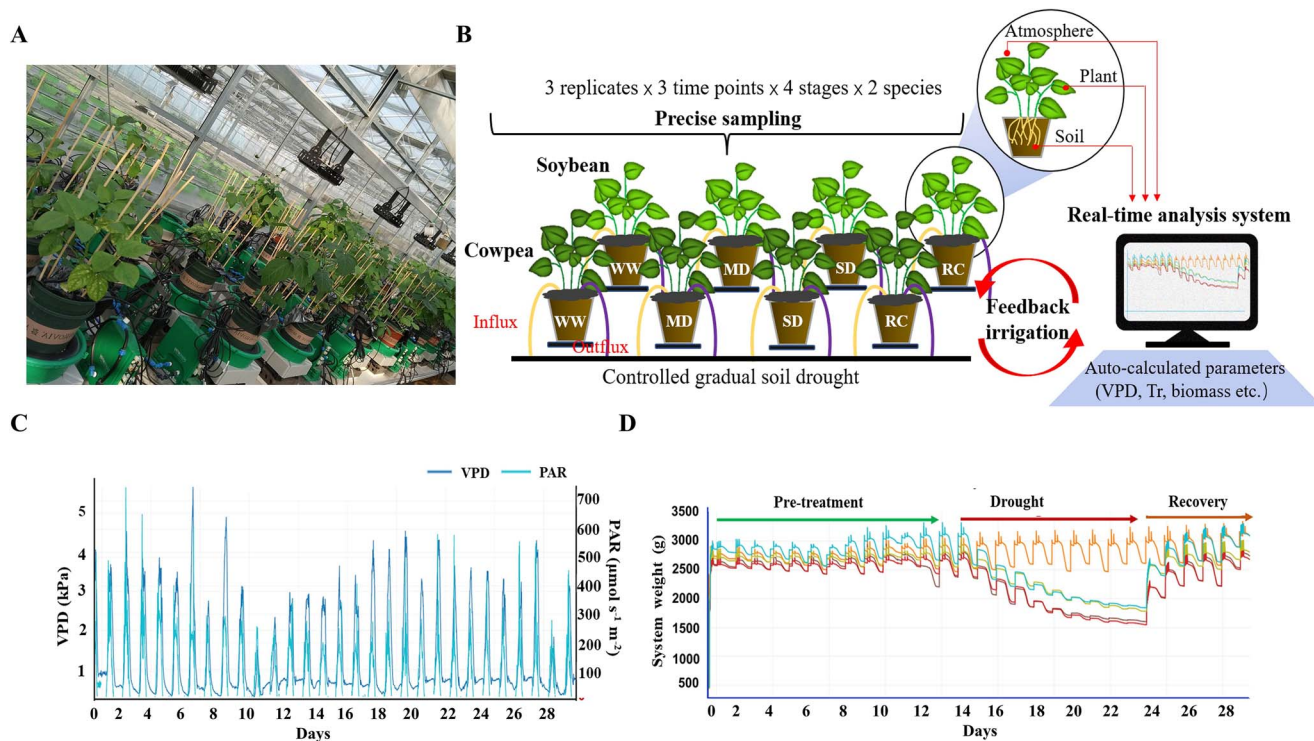 A
B
3 replicates x 3 time points x 4 stages x 2 species
Precise sampling
Atmosphere
Plant
Soil
Soybean
Cowpea
WW
MD
SD
RC
WW
MD
SD
RC
Influx
Outflux
Controlled gradual soil drought
Feedback
irrigation
Real-time analysis system
Auto-calculated parameters
(VPD, Tr, biomass etc.)
C
VPD
PAR
VPD (kPa)
5
4
3
2
1
PAR (µmol s⁻¹ m⁻²)
700
600
500
400
300
200
100
0 2 4 6 8 10 12 14 16 18 20 22 24 26 28
Days
D
Pre-treatment
Drought
Recovery
System weight (g)
3500
3000
2500
2000
1500
1000
500
0 2 4 6 8 10 12 14 16 18 20 22 24 26 28
Days